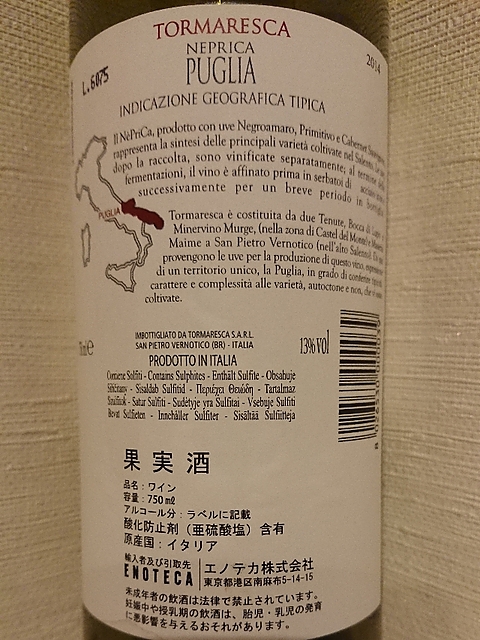 TORMARESCA
NEPRICA
PUGLIA
2014
L.6075
INDICAZIONE GEOGRAFICA TIPICA
Il NèPriCa, prodotto con uve Negroamaro, Primitivo e Cabernet
rappresenta la sintesi delle principali varietà coltivate nel
dopo la raccolta, sono vinificate separatamente; al termine
fermentazioni, il vino è affinato prima in serbatoi di
successivamente per un breve periodo in
PUGLIA
Tormaresca è costituita da due Tenute, Bocca di
Minervino Murge, (nella zona di Castel del Monte) e
Maime a San Pietro Vernotico (nell'alto Salento).
provengono le uve per la produzione di questo vino,
di un territorio unico, la Puglia, in grado di conferire
carattere e complessità alle varietà, autoctone e non, che vi sono
coltivate.
IMBOTTIGLIATO DA TORMARESCA S.A.R.L.
SAN PIETRO VERNOTICO (BR) - ITALIA
13% vol
PRODOTTO IN ITALIA
Contiene Solfiti - Contains Sulphites - Enthält Sulfite - Obsahuje
Siřičitany - Sisaldab Sulfitid - Περιέχει Θειώδη - Tartalmaz
Szulfitok - Satur Sulfiti - Sudėtyje yra Sulfitai - Vsebuje Sulfiti
Bevat Sulfieten - Innehåller Sulfiter - Sisältää Sulfiitteja
果実酒
品名：ワイン
容量：750㎖
アルコール分：ラベルに記載
酸化防止剤（亜硫酸塩）含有
原産国：イタリア
輸入者及び引取先
ENOTECA
エノテカ株式会社
東京都港区南麻布5-14-15
未成年者の飲酒は法律で禁止されています。
妊娠中や授乳期の飲酒は、胎児・乳児の発育
に悪影響を与えるおそれがあります。